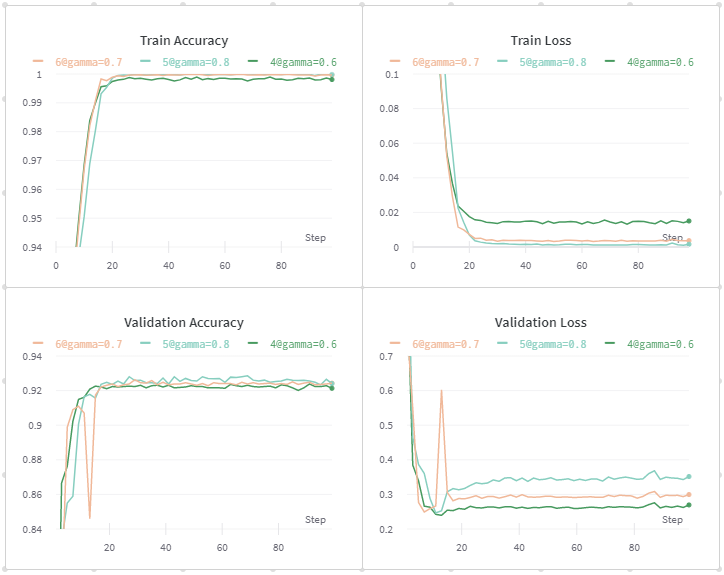 Train Accuracy
6@gamma=0.7 5@gamma=0.8 4@gamma=0.6
1
0.99
0.98
0.97
0.96
0.95
0.94
Step
0 20 40 60 80
Train Loss
6@gamma=0.7 5@gamma=0.8 4@gamma=0.6
0.1
0.08
0.06
0.04
0.02
0
Step
0 20 40 60 80
Validation Accuracy
6@gamma=0.7 5@gamma=0.8 4@gamma=0.6
0.94
0.92
0.9
0.88
0.86
0.84
Step
20 40 60 80
Validation Loss
6@gamma=0.7 5@gamma=0.8 4@gamma=0.6
0.7
0.6
0.5
0.4
0.3
0.2
Step
20 40 60 80